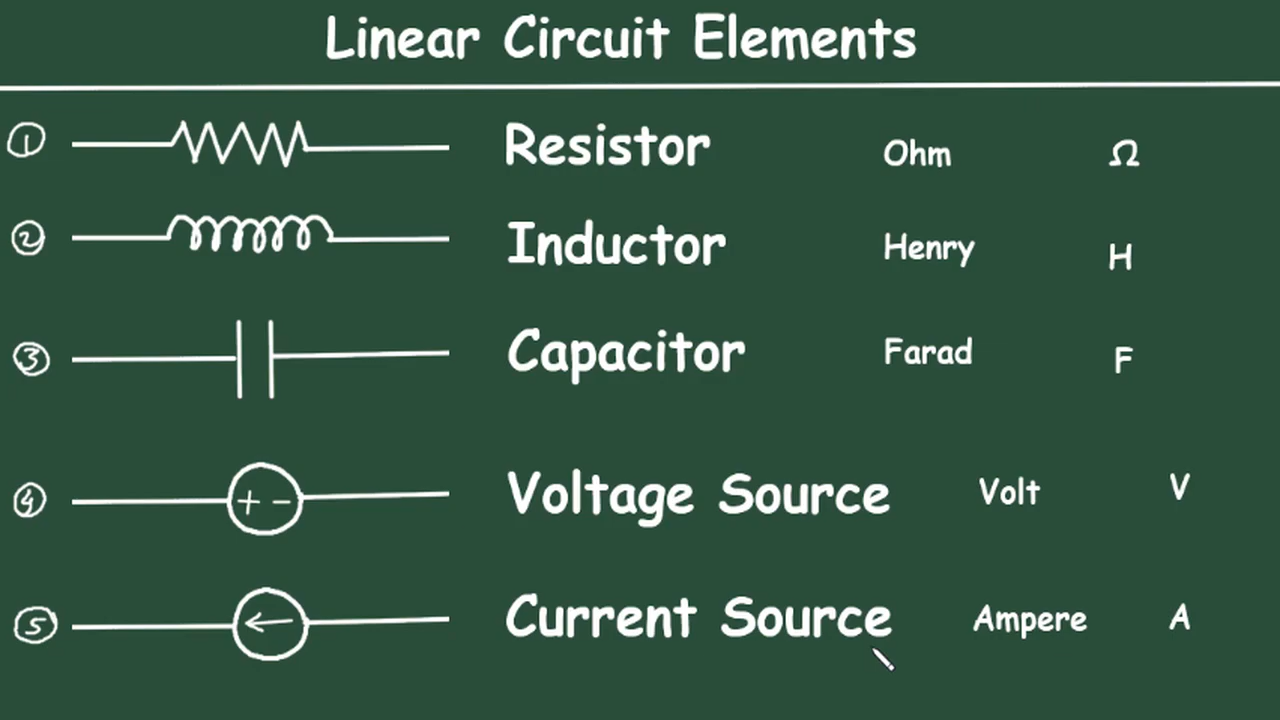 Linear Circuit Elements
1 Resistor Ohm Ω
2 Inductor Henry H
3 Capacitor Farad F
4 + - Voltage Source Volt V
5 Current Source Ampere A